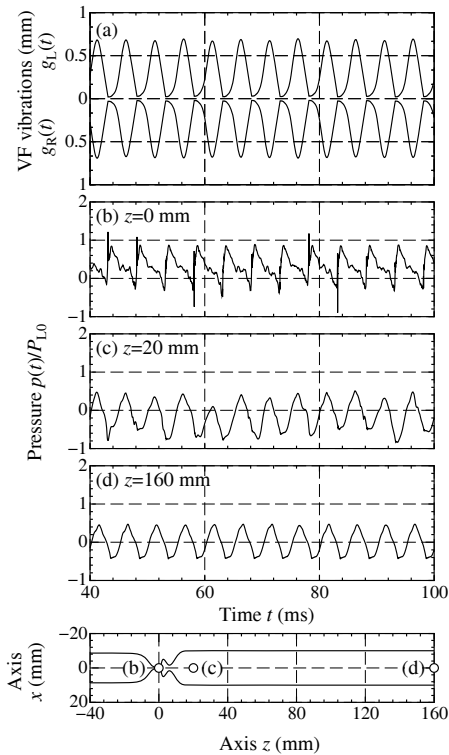 VF vibrations (mm)
g_L(t)
g_R(t)
1
0.5
0
0.5
1
(a)
Pressure p(t)/P_L0
2
1
0
−1
(b) z=0 mm
2
1
0
1
(c) z=20 mm
2
1
0
−1
(d) z=160 mm
40 60 80 100
Time t (ms)
Axis
x (mm)
−20
0
20
(b) (c) (d)
−40 0 40 80 120 160
Axis z (mm)